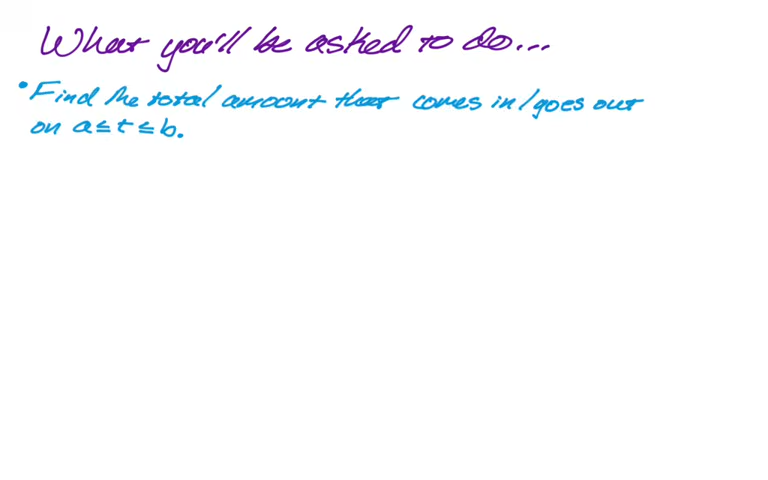 What you'll be asked to do...
• Find the total amount that comes in/goes out
on a ≤ t ≤ b.